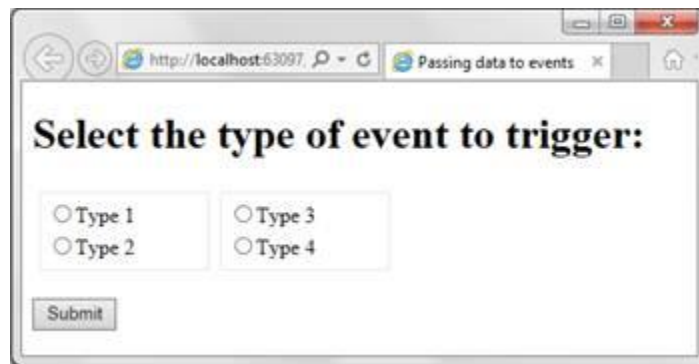 http://localhost:63097
Passing data to events
Select the type of event to trigger:
Type 1
Type 2
Type 3
Type 4
Submit